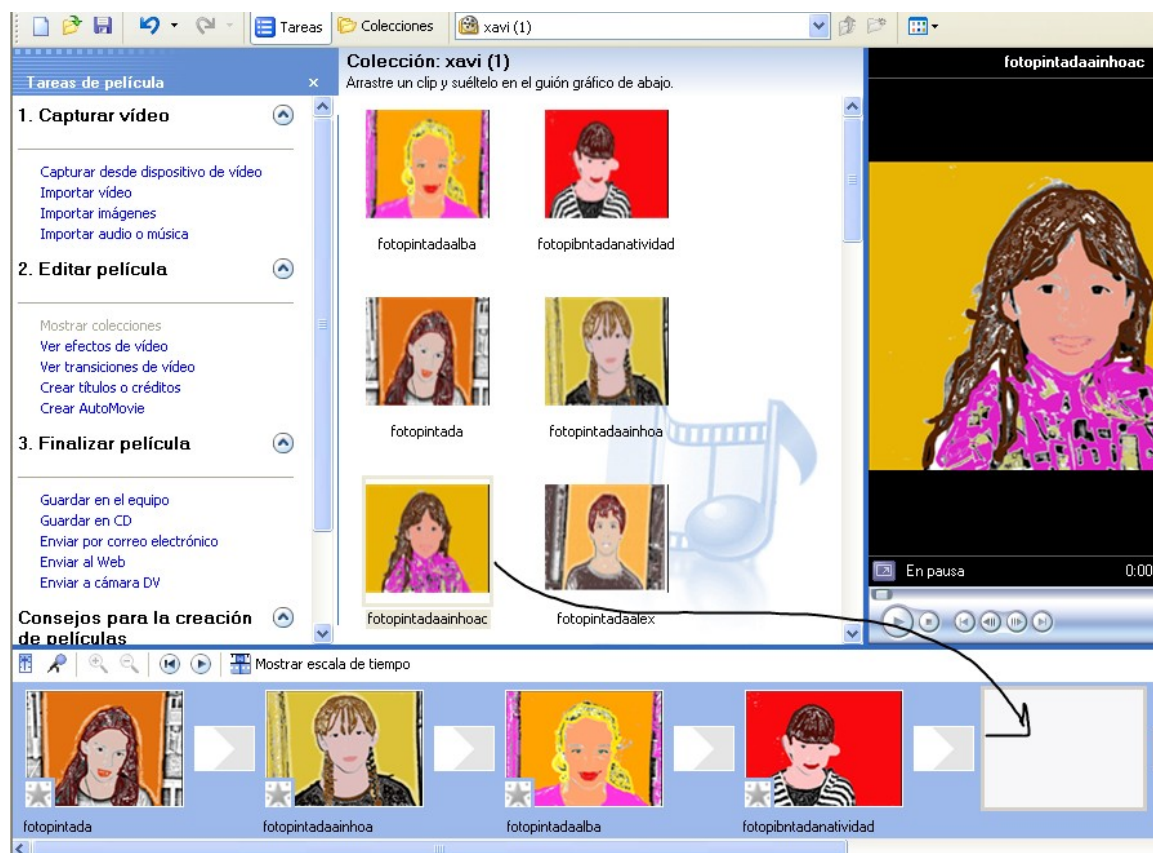 Tareas
Colecciones
xavi (1)
Tareas de película
x
1. Capturar vídeo
Capturar desde dispositivo de vídeo
Importar vídeo
Importar imágenes
Importar audio o música
2. Editar película
Mostrar colecciones
Ver efectos de vídeo
Ver transiciones de vídeo
Crear títulos o créditos
Crear AutoMovie
3. Finalizar película
Guardar en el equipo
Guardar en CD
Enviar por correo electrónico
Enviar al Web
Enviar a cámara DV
Consejos para la creación
de películas
Colección: xavi (1)
Arrastre un clip y suéltelo en el guión gráfico de abajo.
fotopintadaalba
fotopibntadanatividad
fotopintada
fotopintadaainhoa
fotopintadaainhoac
fotopintadaalex
fotopintadaainhoac
En pausa
0:00
Mostrar escala de tiempo
fotopintada
fotopintadaainhoa
fotopintadaalba
fotopibntadanatividad